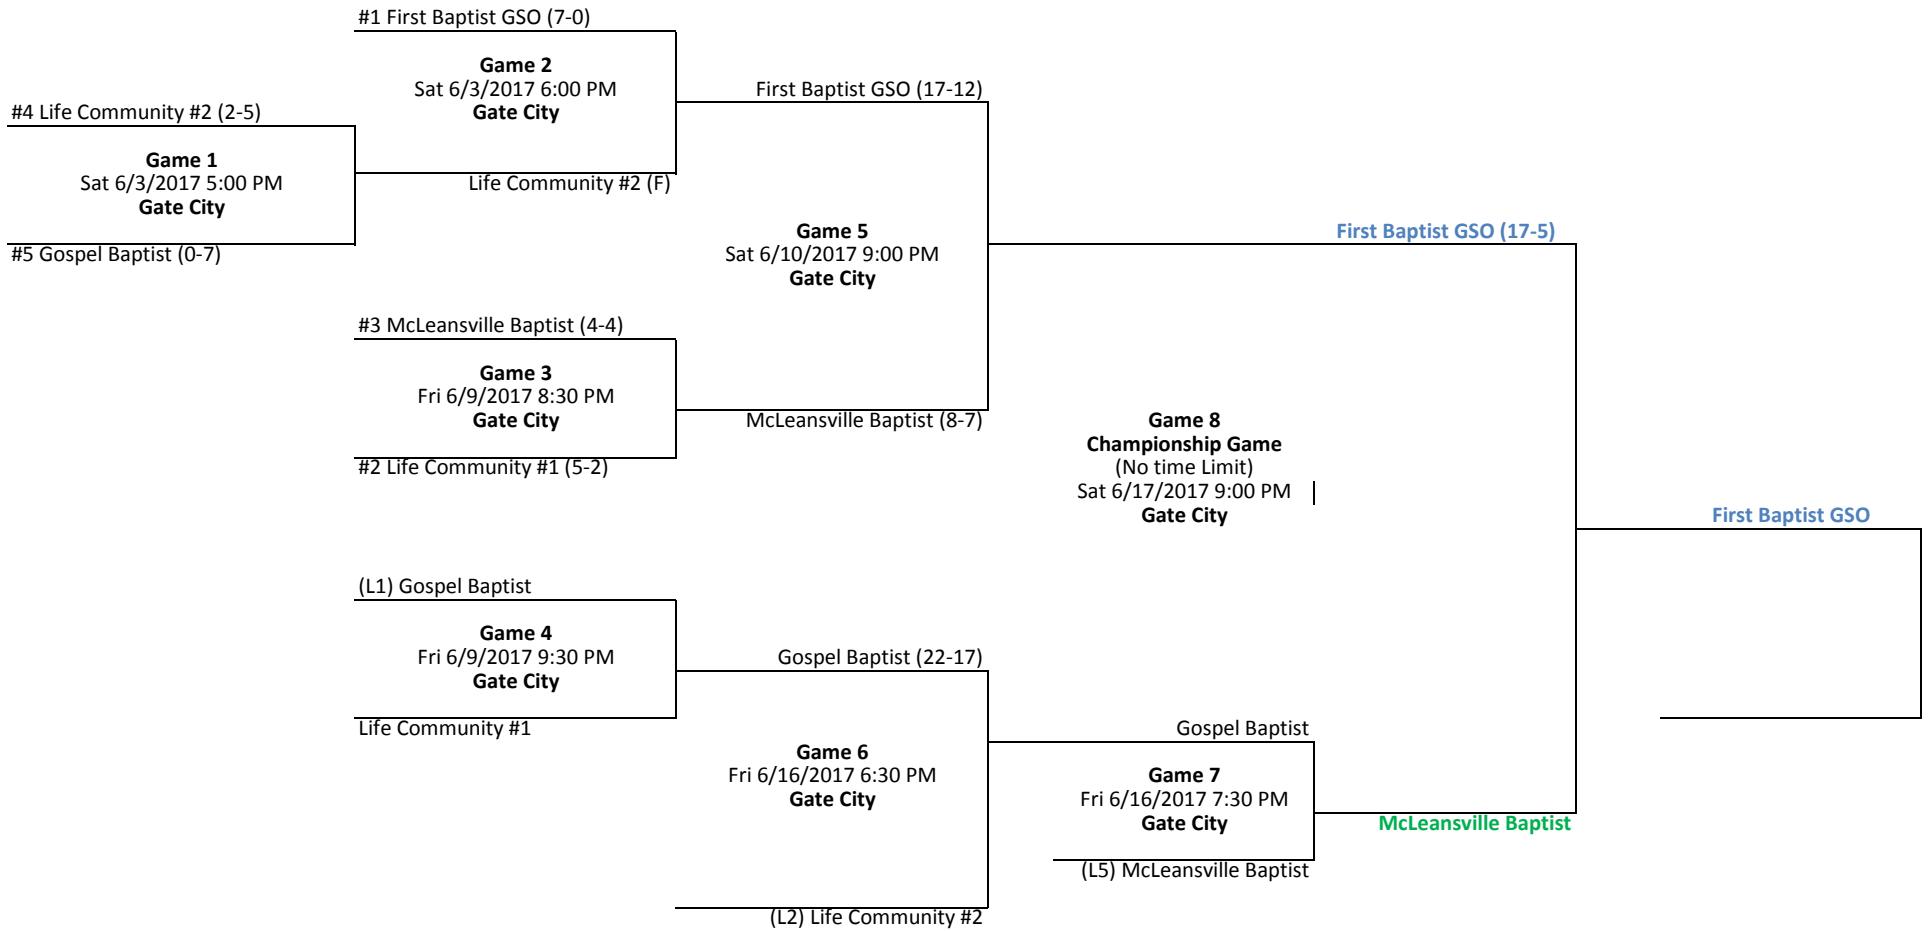 #1 First Baptist GSO (7-0)
Game 2
Sat 6/3/2017 6:00 PM
Gate City
First Baptist GSO (17-12)
#4 Life Community #2 (2-5)
Game 1
Sat 6/3/2017 5:00 PM
Gate City
Life Community #2 (F)
#5 Gospel Baptist (0-7)
Game 5
Sat 6/10/2017 9:00 PM
Gate City
First Baptist GSO (17-5)
#3 McLeansville Baptist (4-4)
Game 3
Fri 6/9/2017 8:30 PM
Gate City
McLeansville Baptist (8-7)
#2 Life Community #1 (5-2)
Game 8
Championship Game
(No time Limit)
Sat 6/17/2017 9:00 PM
Gate City
First Baptist GSO
(L1) Gospel Baptist
Game 4
Fri 6/9/2017 9:30 PM
Gate City
Gospel Baptist (22-17)
Life Community #1
Game 6
Fri 6/16/2017 6:30 PM
Gate City
Gospel Baptist
Game 7
Fri 6/16/2017 7:30 PM
Gate City
McLeansville Baptist
(L5) McLeansville Baptist
(L2) Life Community #2